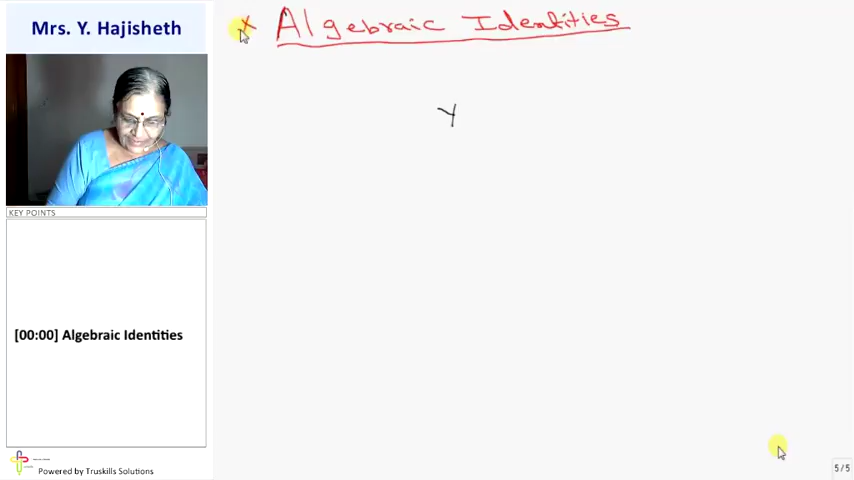 Mrs. Y. Hajisheth
x Algebraic Identities
Y
KEY POINTS
[00:00] Algebraic Identities
Powered by Truskills Solutions
5/5